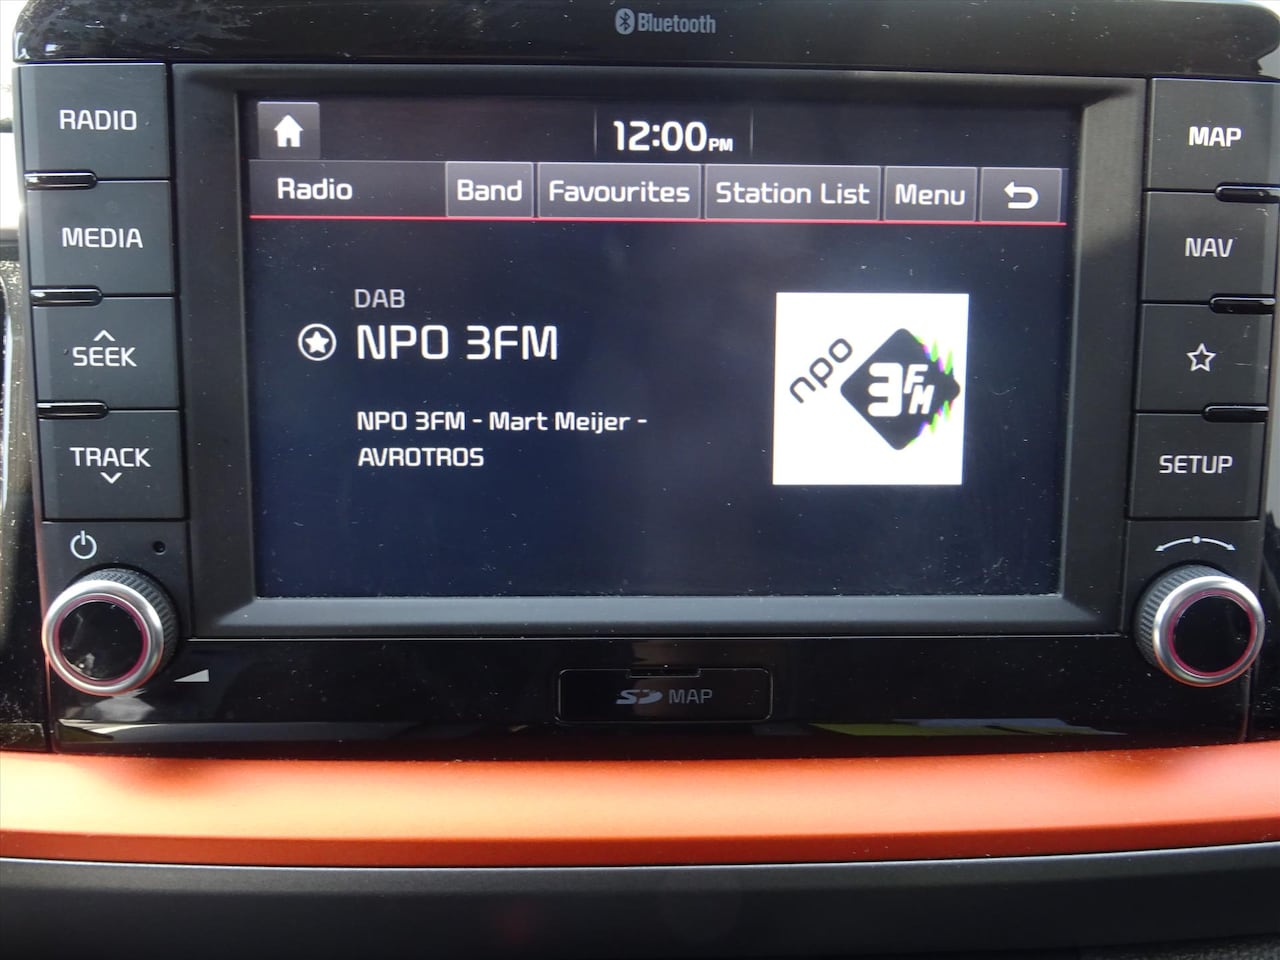 Bluetooth
RADIO
MEDIA
SEEK
TRACK
12:00PM
Radio
Band
Favourites
Station List
Menu
DAB
NPO 3FM
NPO 3FM - Mart Meijer -
AVROTROS
npo
3FM
MAP
NAV
SETUP
SD MAP